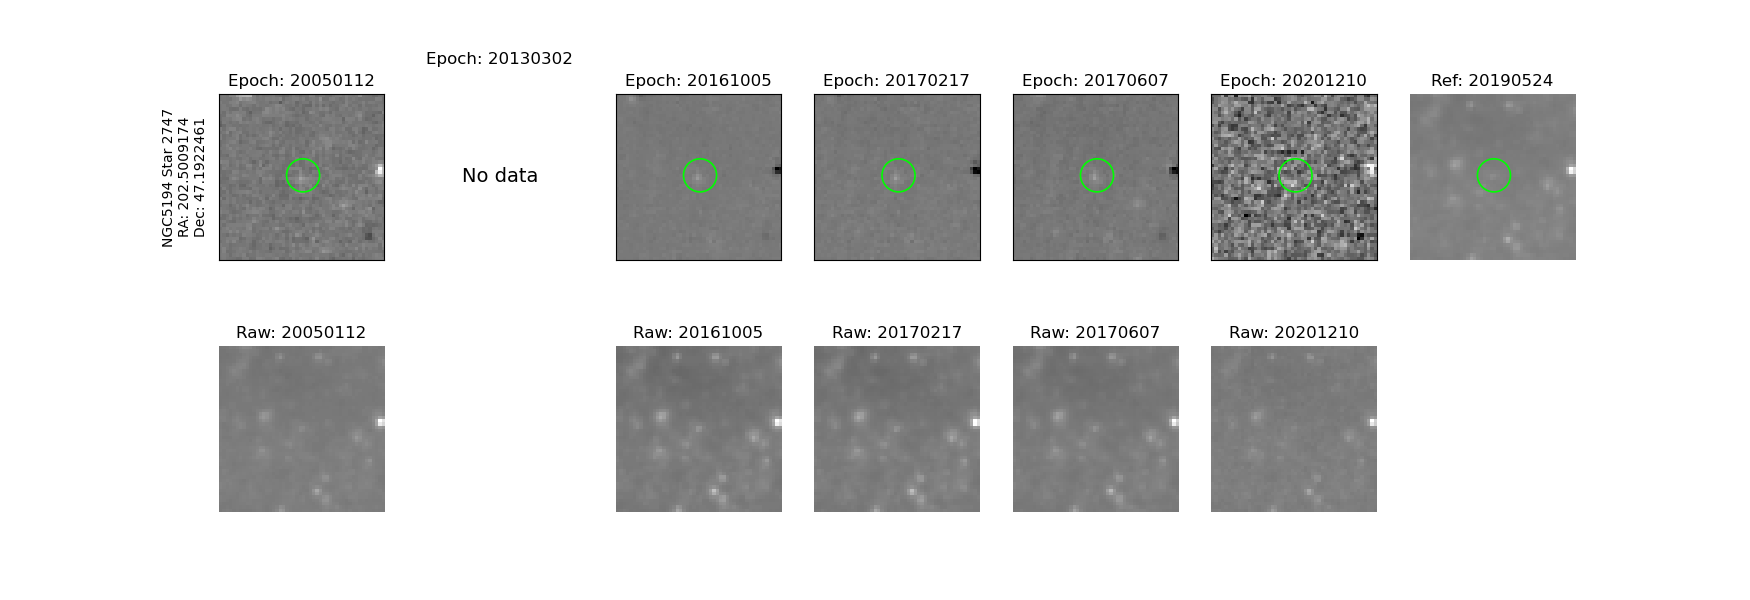 Epoch: 20130302
Epoch: 20050112
Epoch: 20161005
Epoch: 20170217
Epoch: 20170607
Epoch: 20201210
Ref: 20190524
NGC5194 Star 2747
RA: 202.5009174
Dec: 47.1922461
No data
Raw: 20050112
Raw: 20161005
Raw: 20170217
Raw: 20170607
Raw: 20201210